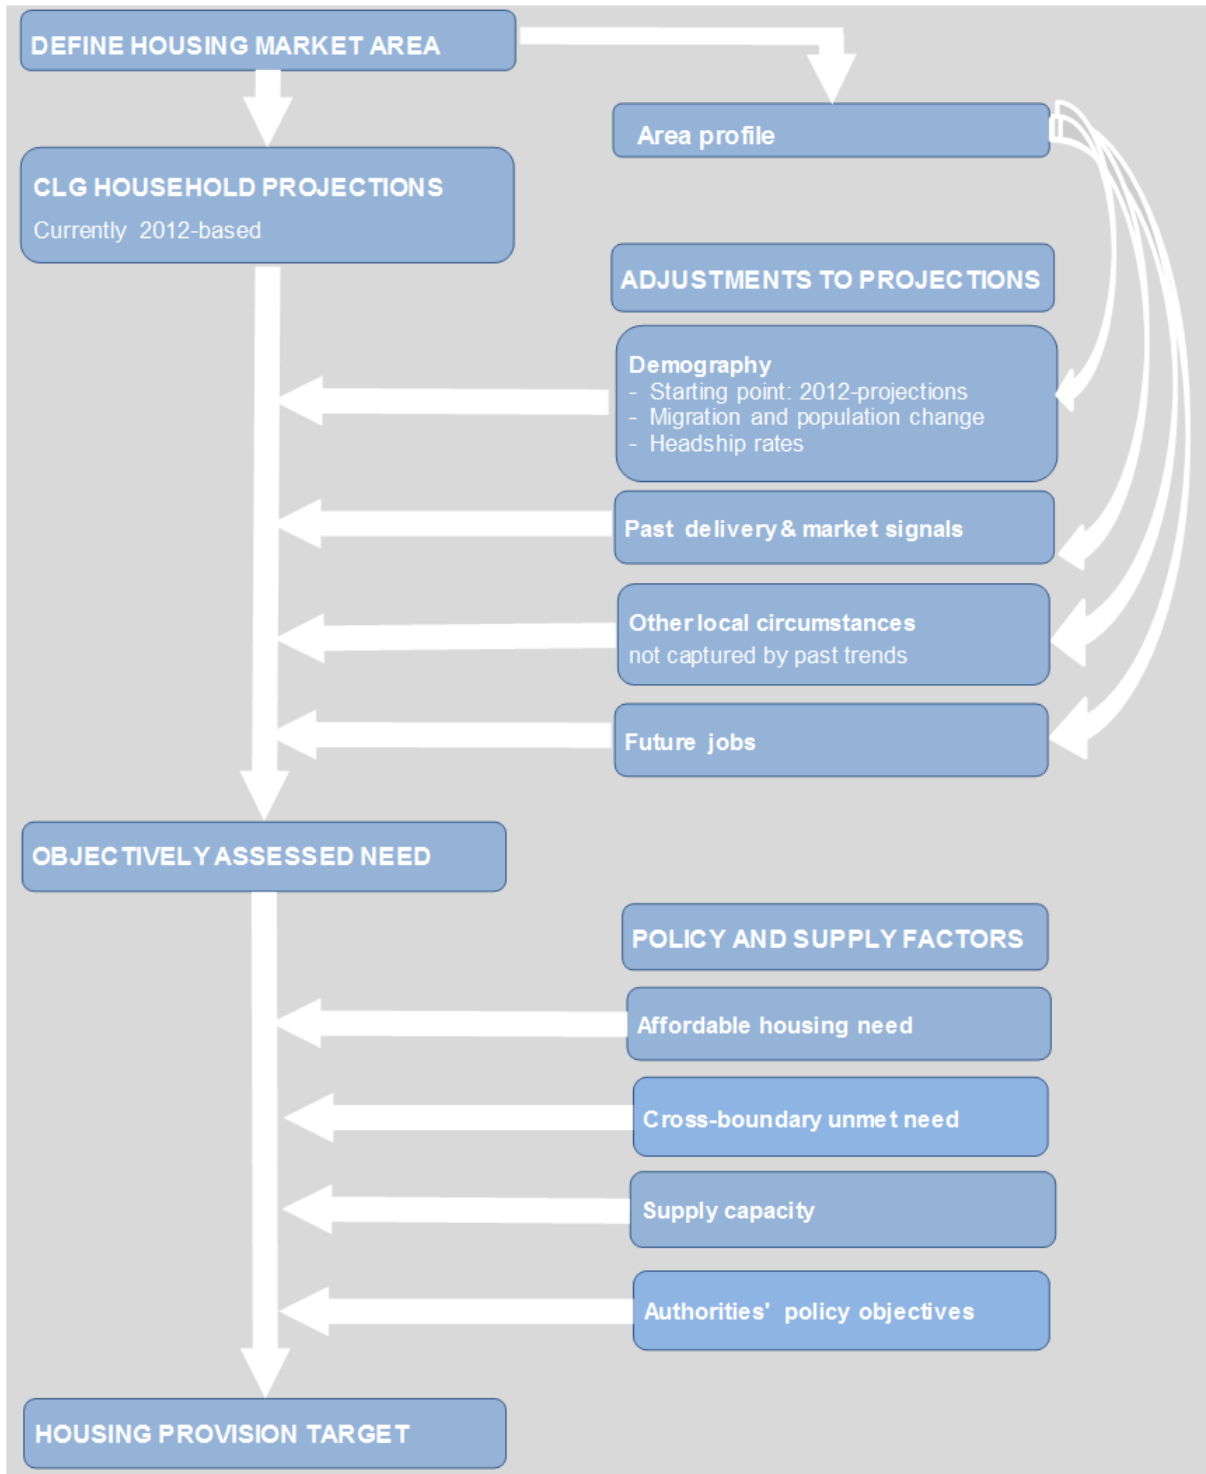 DEFINE HOUSING MARKET AREA
Area profile
CLG HOUSEHOLD PROJECTIONS
Currently 2012-based
ADJUSTMENTS TO PROJECTIONS
Demography
- Starting point: 2012-projections
- Migration and population change
- Headship rates
Past delivery & market signals
Other local circumstances
not captured by past trends
Future jobs
OBJECTIVELY ASSESSED NEED
POLICY AND SUPPLY FACTORS
Affordable housing need
Cross-boundary unmet need
Supply capacity
Authorities' policy objectives
HOUSING PROVISION TARGET